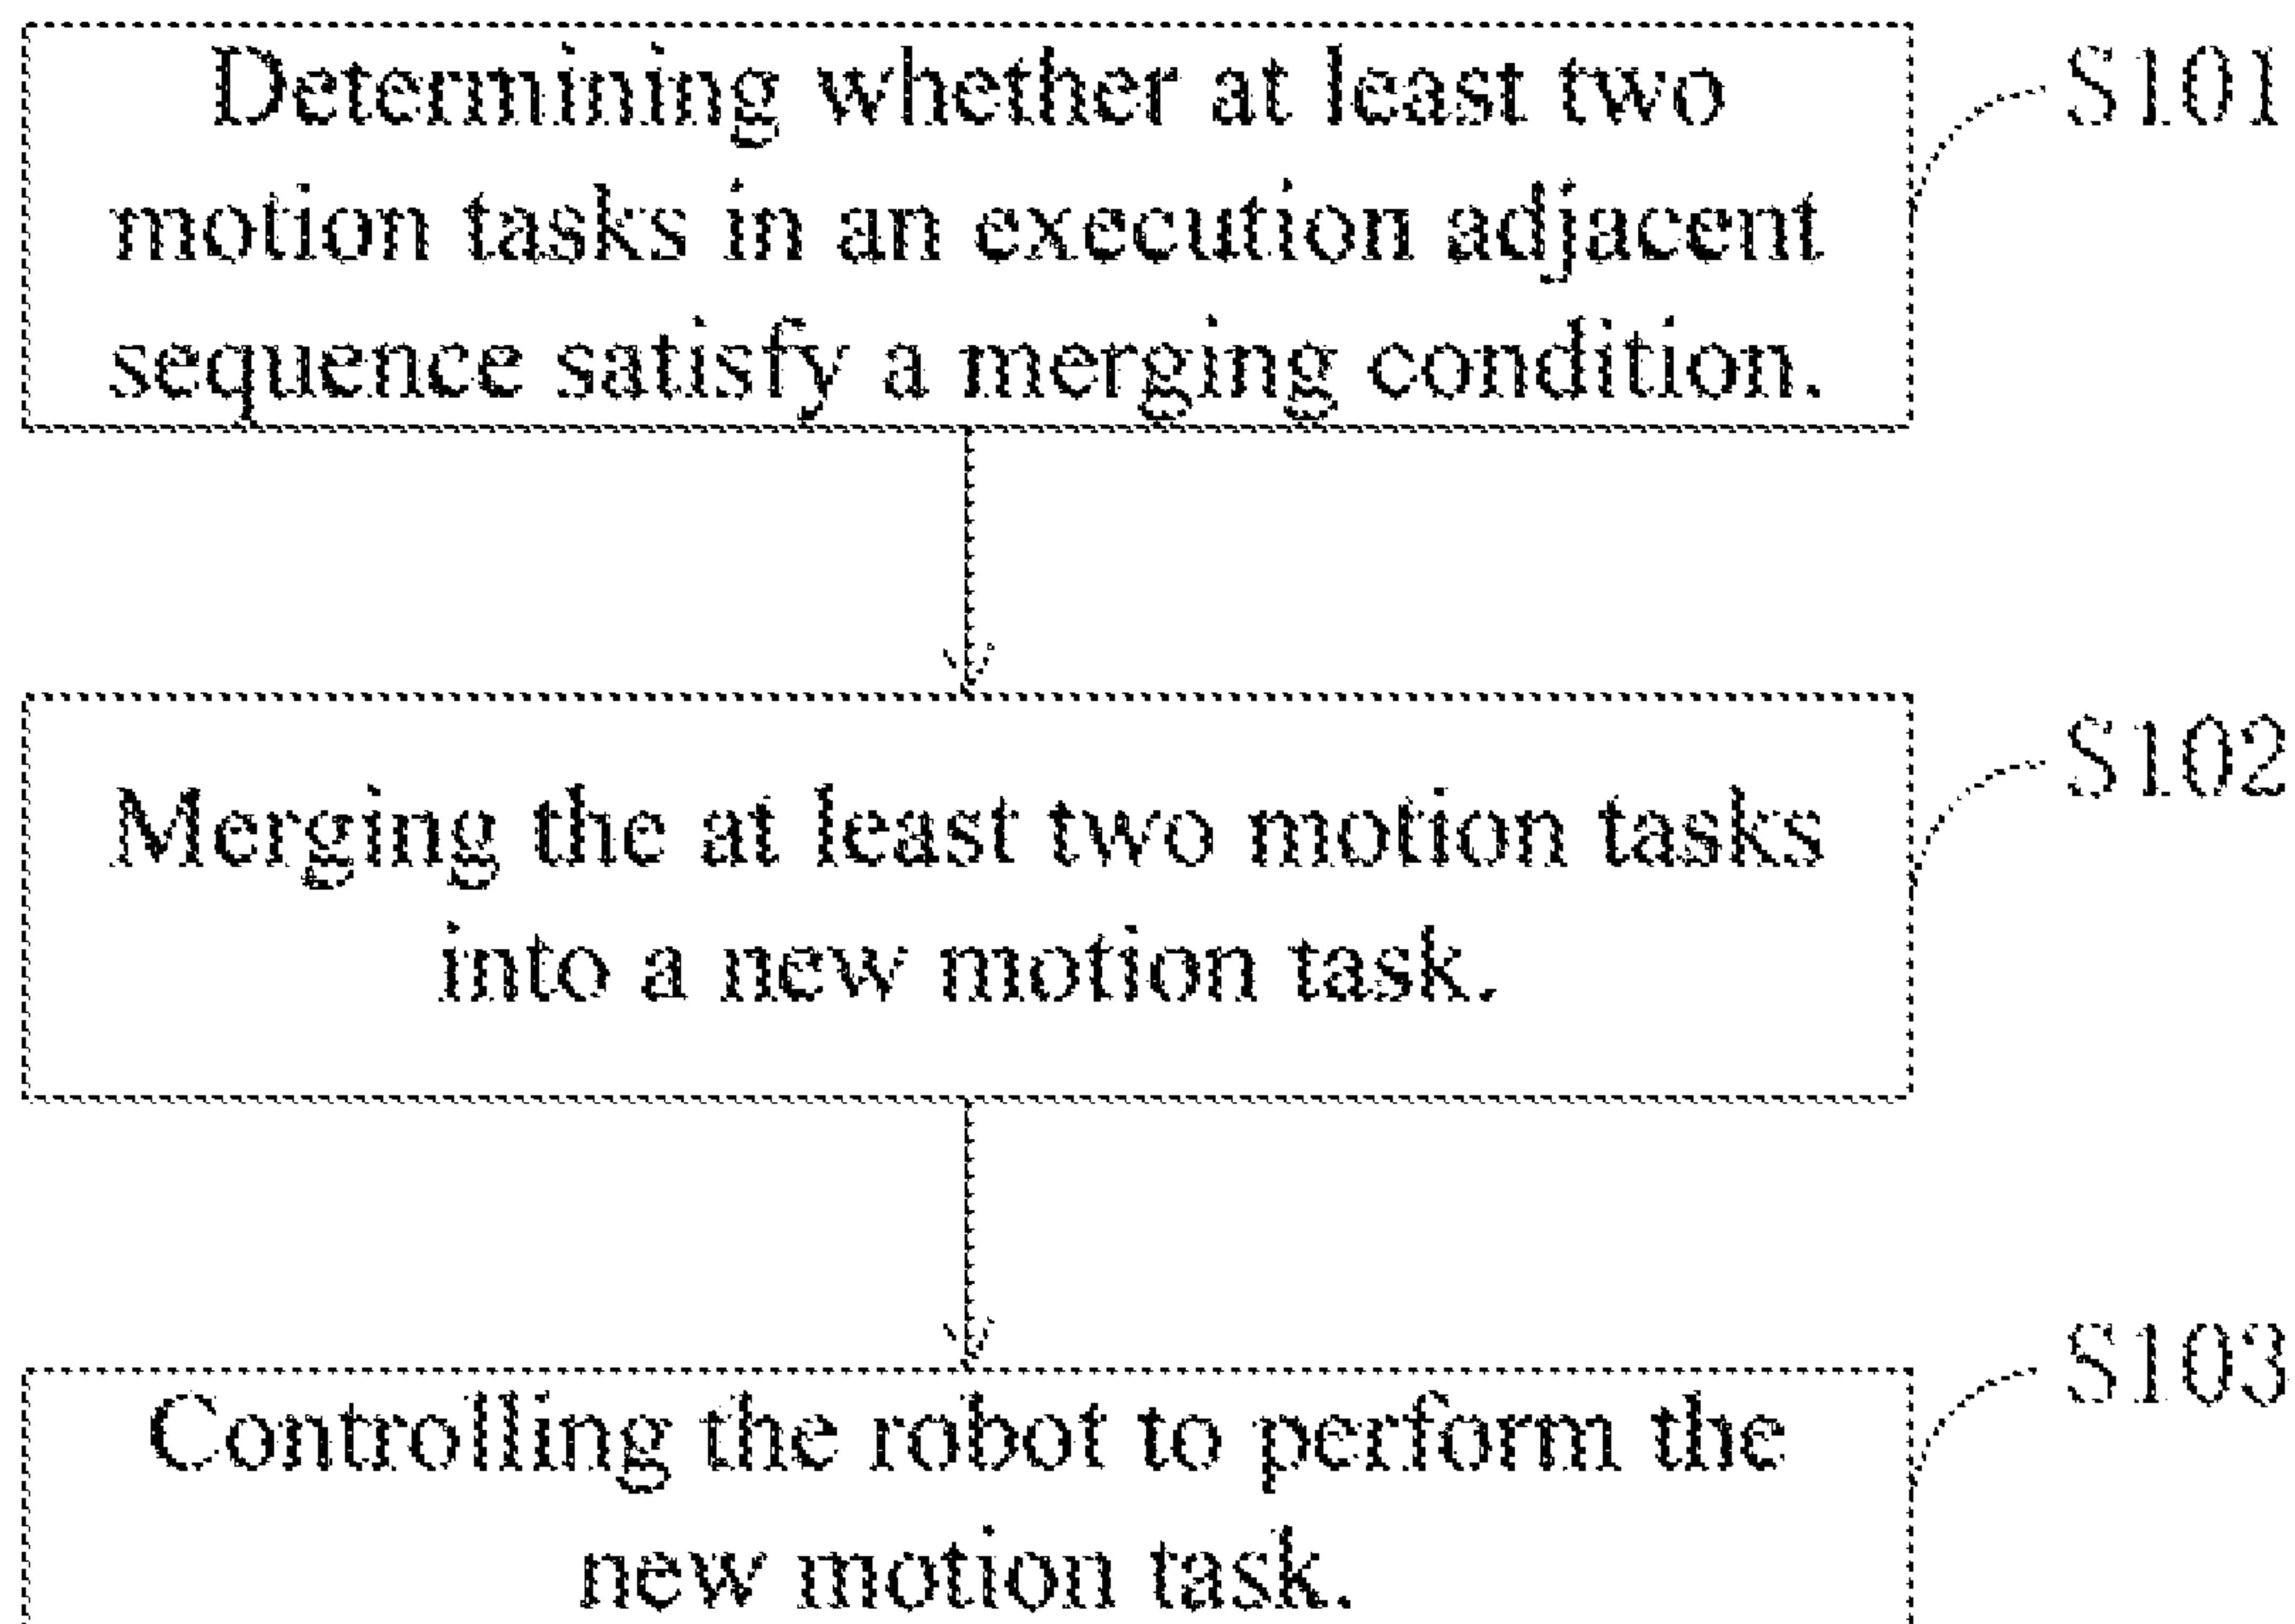 Determining whether at least two
motion tasks in an execution adjacent
sequence satisfy a merging condition.
S101
Merging the at least two motion tasks
into a new motion task.
S102
Controlling the robot to perform the
new motion task.
S103